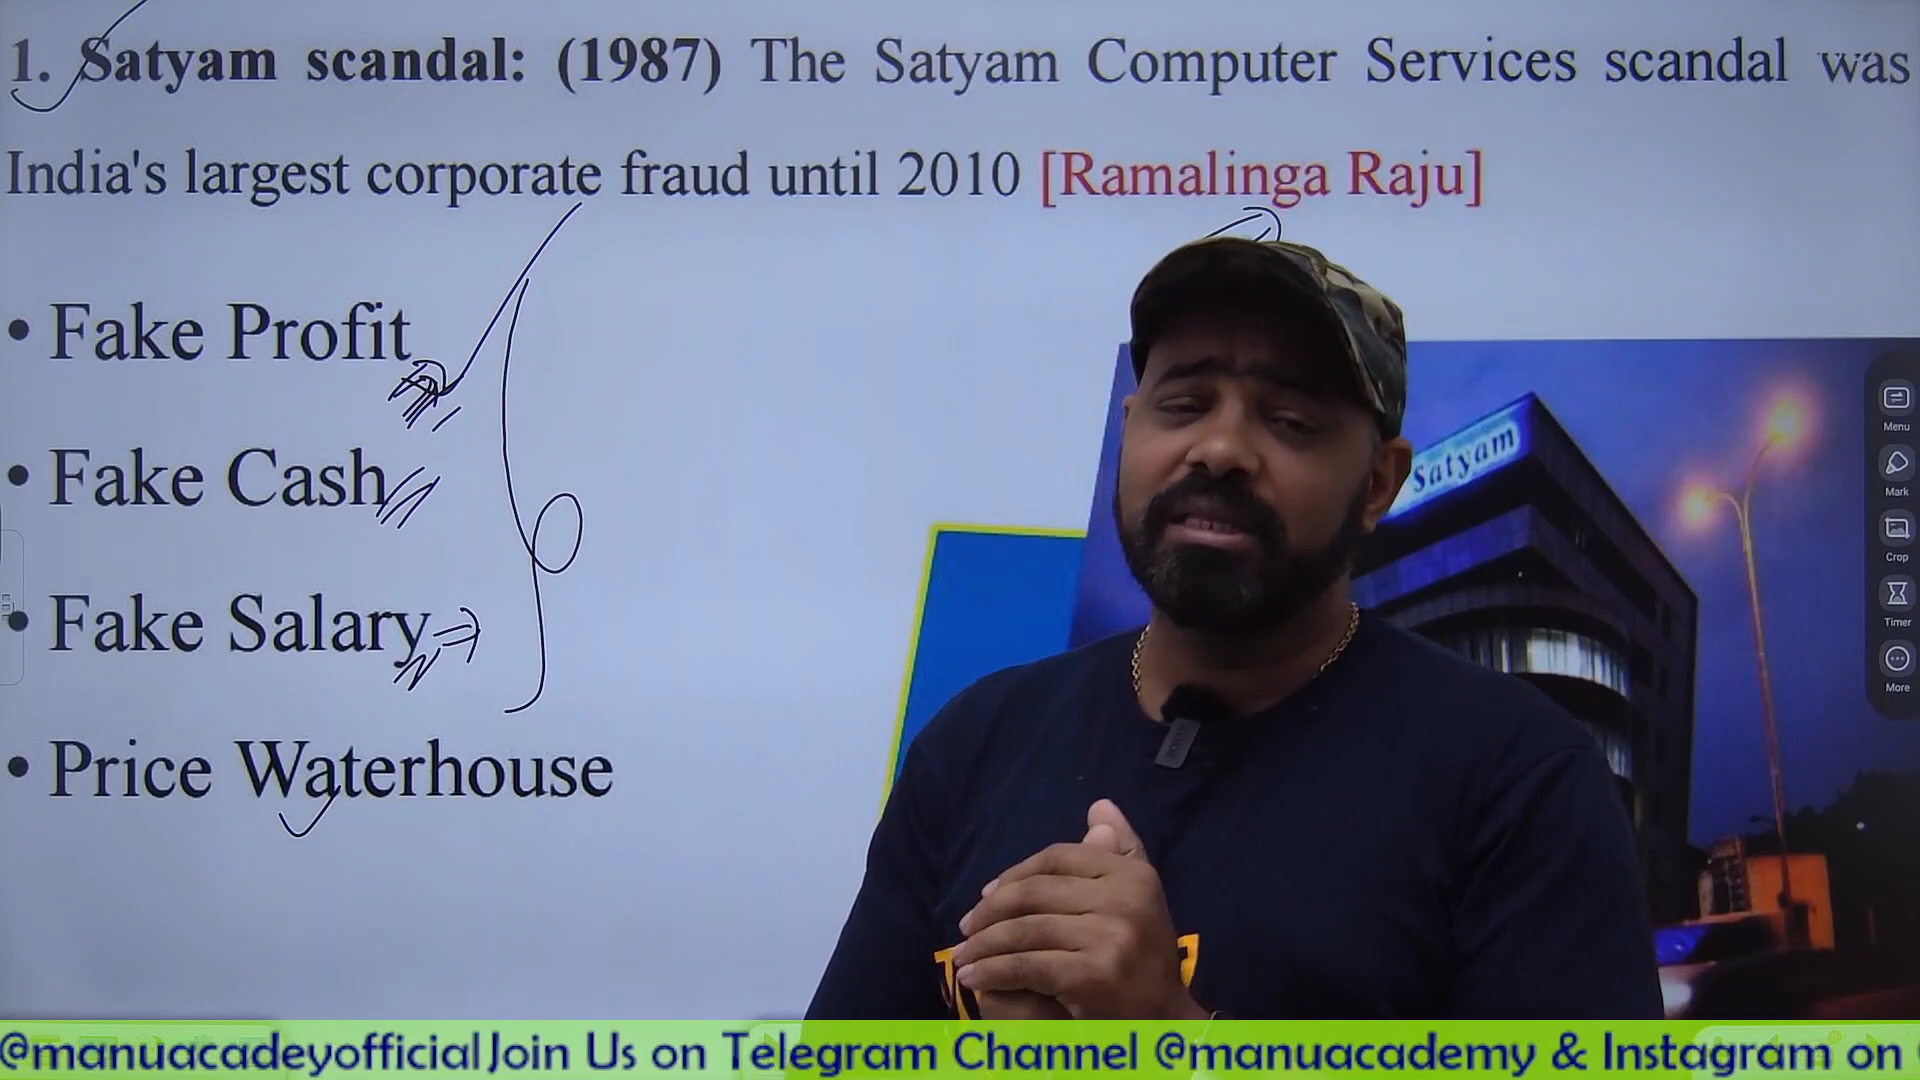 1. Satyam scandal: (1987) The Satyam Computer Services scandal was
India's largest corporate fraud until 2010 [Ramalinga Raju]
• Fake Profit
• Fake Cash
• Fake Salary
• Price Waterhouse
Satyam
Menu
Mark
Crop
Timer
More
@manuacadeyofficial Join Us on Telegram Channel @manuacademy & Instagram on